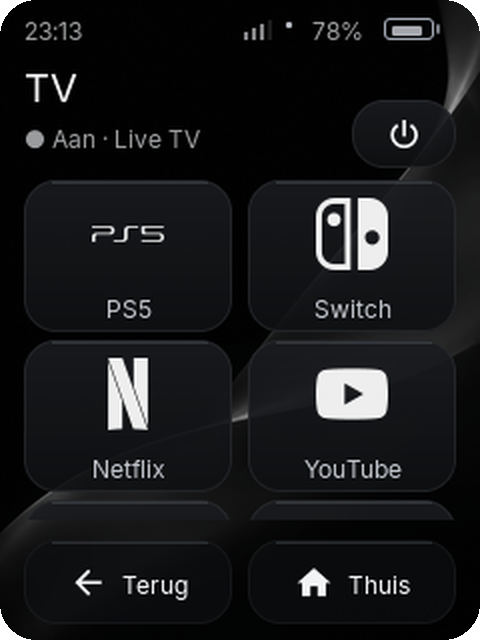 23:13 78%
TV
Aan · Live TV
PS5
PS5 Switch
N
Netflix YouTube
Terug Thuis